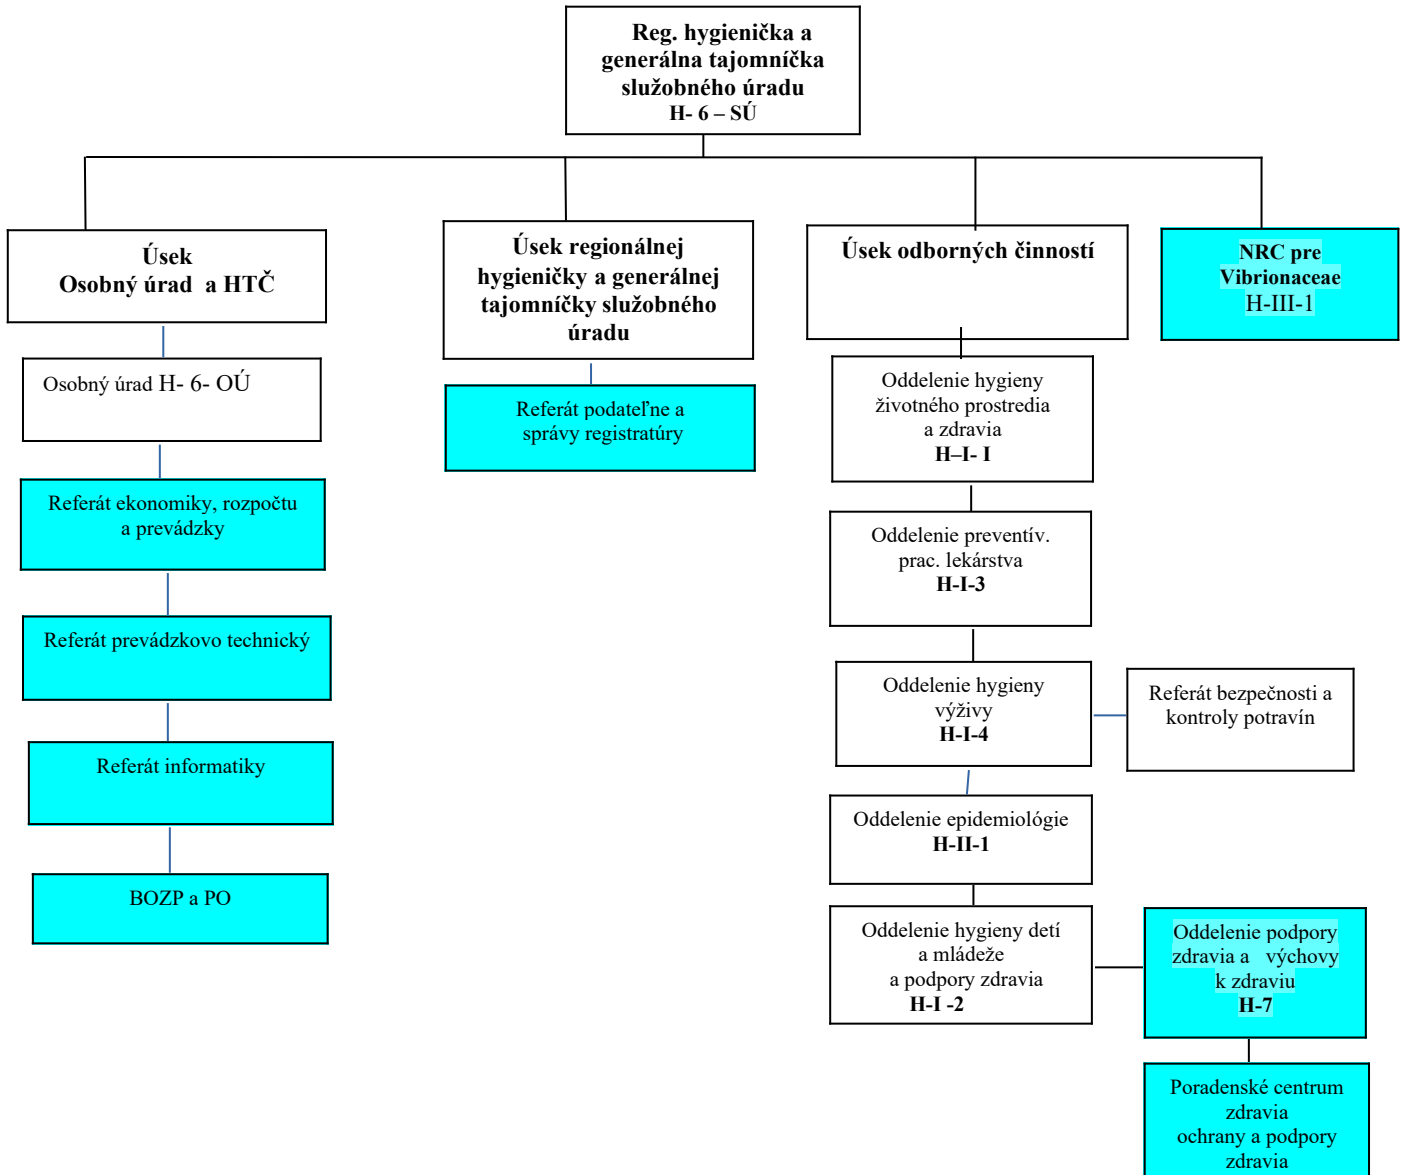 Reg. hygienička a
generálna tajomníčka
služobného úradu
H- 6 – SÚ
Úsek
Osobný úrad  a HTČ
Úsek regionálnej
hygieničky a generálnej
tajomníčky služobného
úradu
Úsek odborných činností
NRC pre
Vibrionaceae
H-III-1
Osobný úrad H- 6- OÚ
Referát ekonomiky, rozpočtu
a prevádzky
Referát prevádzkovo technický
Referát informatiky
BOZP a PO
Referát podateľne a
správy registratúry
Oddelenie hygieny
životného prostredia
a zdravia
H–I- I
Oddelenie preventív.
prac. lekárstva
H-I-3
Oddelenie hygieny
výživy
H-I-4
Referát bezpečnosti a
kontroly potravín
Oddelenie epidemiológie
H-II-1
Oddelenie hygieny detí
a mládeže
a podpory zdravia
H-I -2
Oddelenie podpory
zdravia a   výchovy
k zdraviu
H-7
Poradenské centrum
zdravia
ochrany a podpory
zdravia